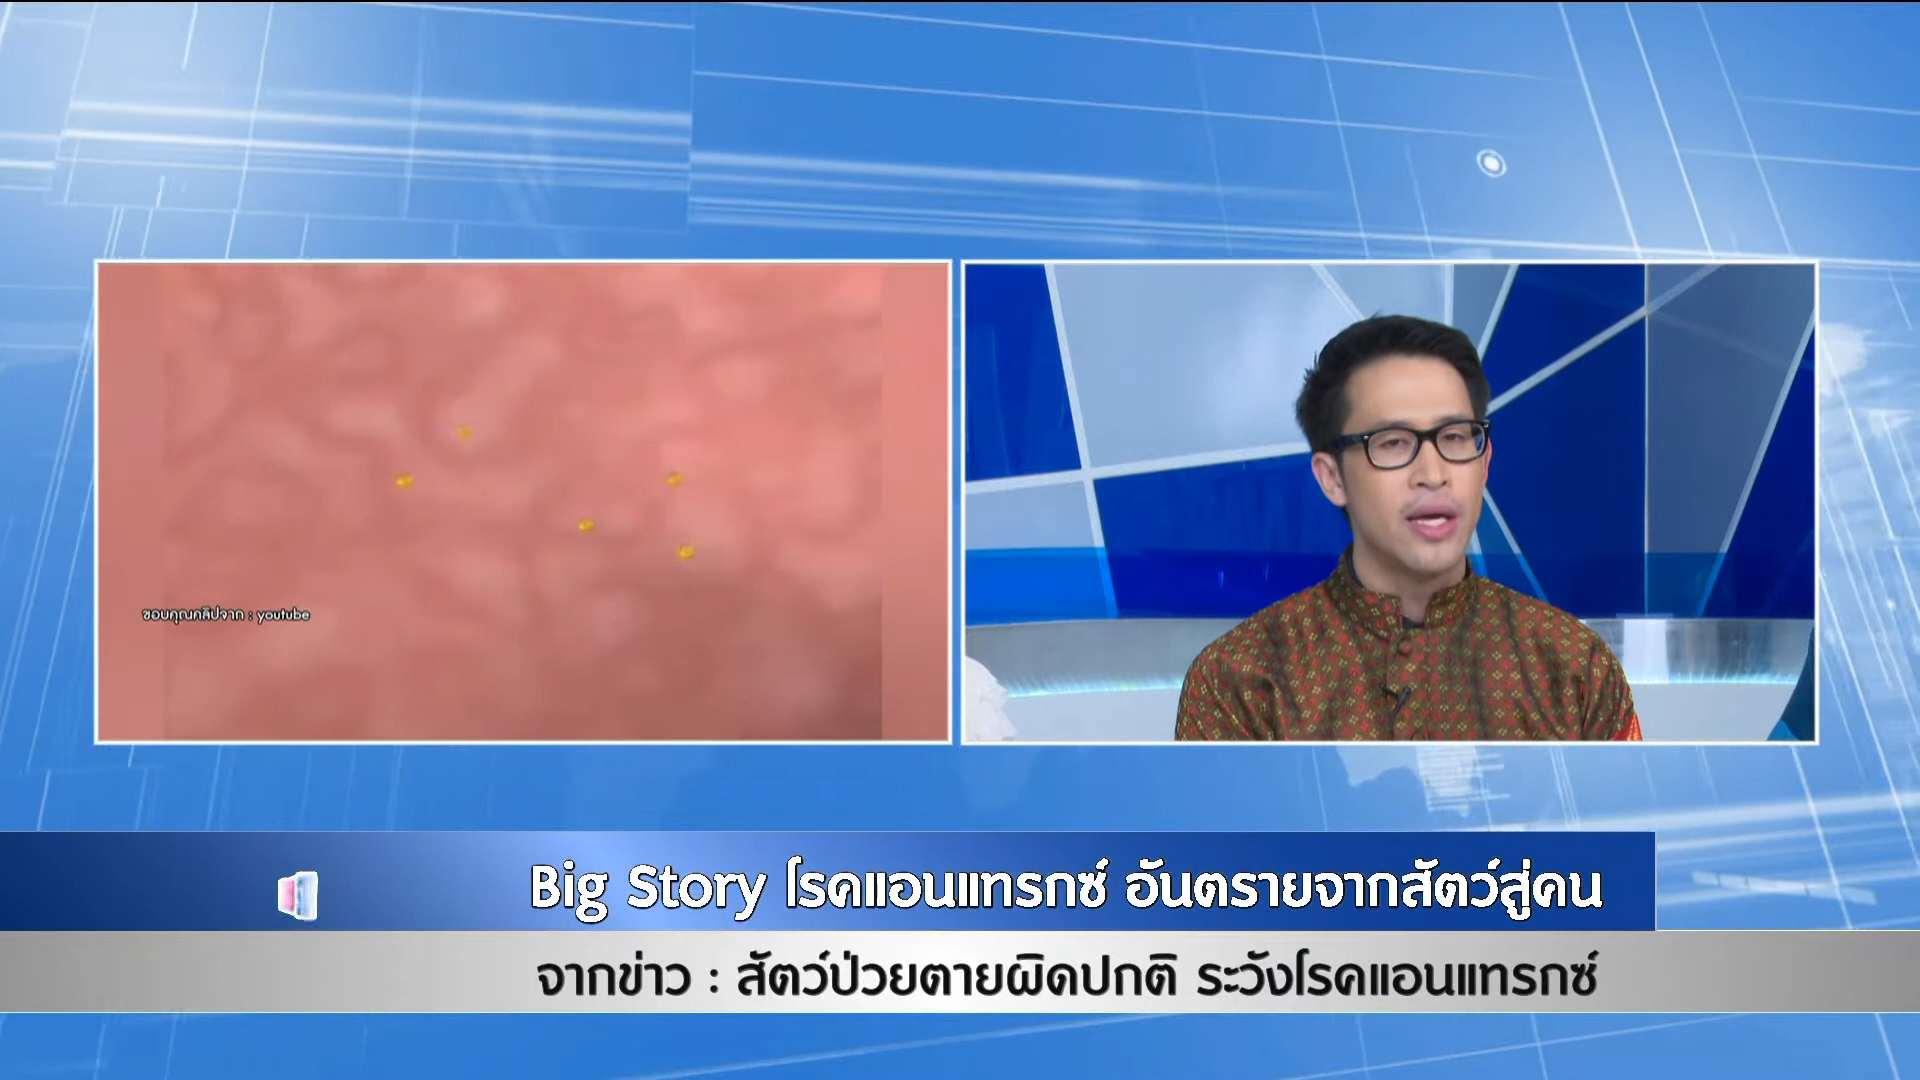 ขอบคุณคลิปจาก : youtube
Big Story โรคแอนแทรกซ์ อันตรายจากสัตว์สู่คน
จากข่าว : สัตว์ป่วยตายผิดปกติ ระวังโรคแอนแทรกซ์